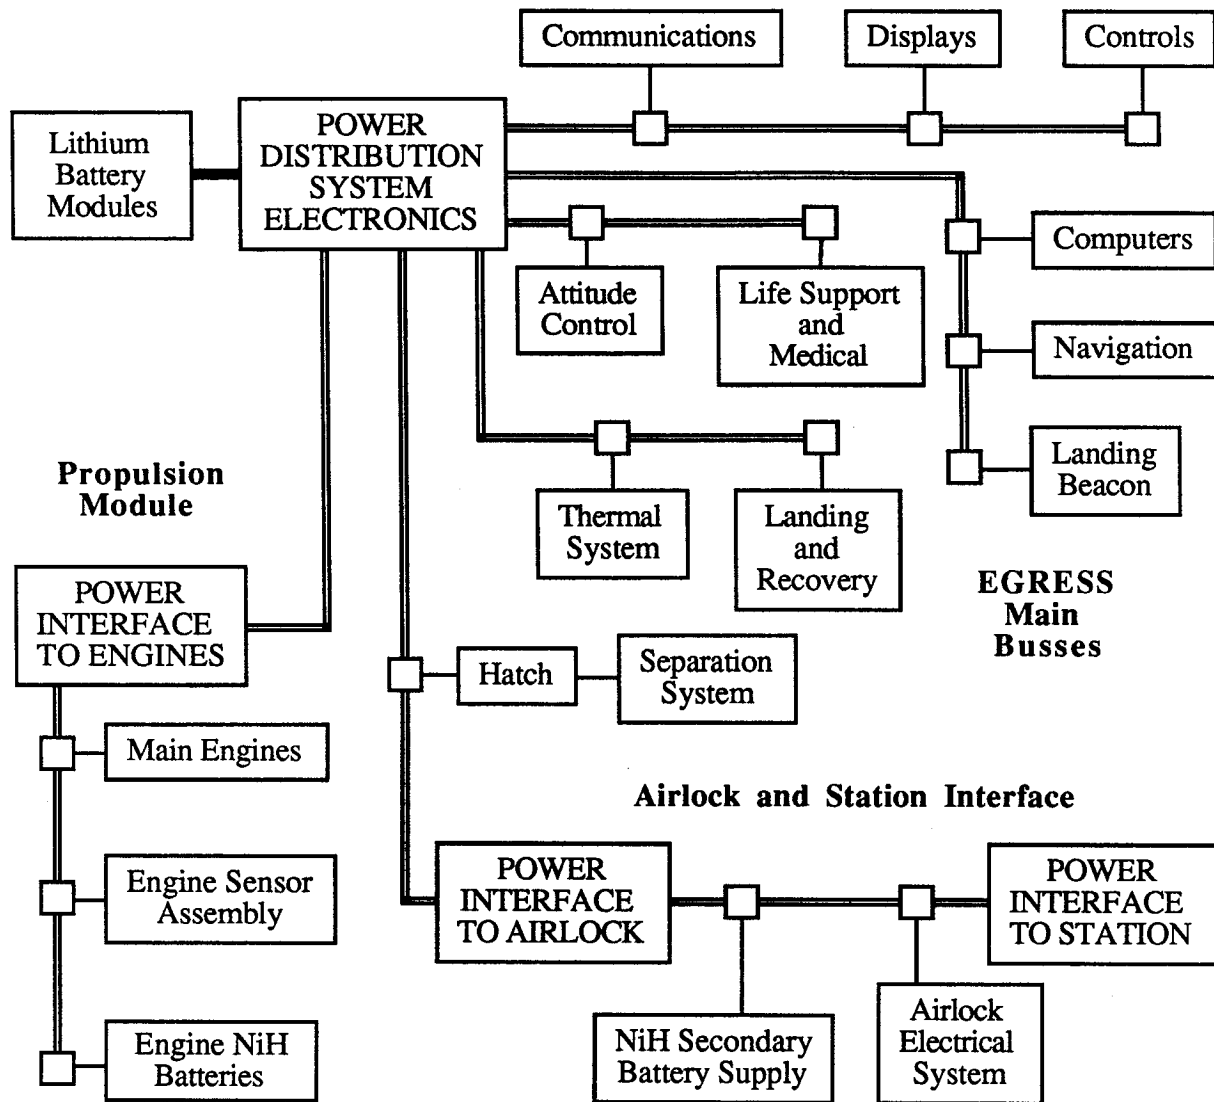 Communications
Displays
Controls
Lithium
Battery
Modules
POWER
DISTRIBUTION
SYSTEM
ELECTRONICS
Attitude
Control
Life Support
and
Medical
Computers
Navigation
Landing
Beacon
Propulsion
Module
Thermal
System
Landing
and
Recovery
EGRESS
Main
Busses
POWER
INTERFACE
TO ENGINES
Hatch
Separation
System
Main Engines
Airlock and Station Interface
Engine Sensor
Assembly
POWER
INTERFACE
TO AIRLOCK
POWER
INTERFACE
TO STATION
Engine NiH
Batteries
NiH Secondary
Battery Supply
Airlock
Electrical
System